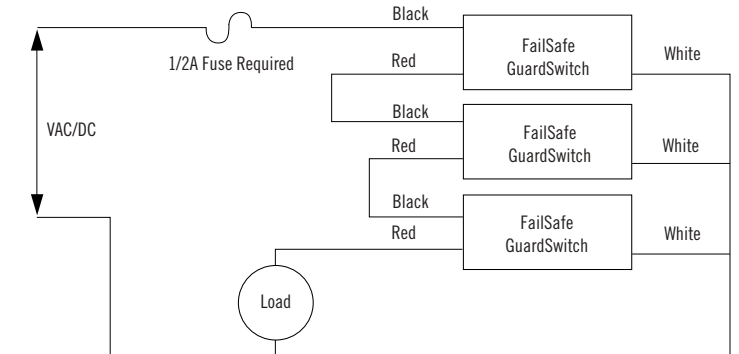 Black
FailSafe
GuardSwitch
White
1/2A Fuse Required
Red
Black
VAC/DC
FailSafe
GuardSwitch
White
Red
Black
FailSafe
GuardSwitch
White
Red
Load